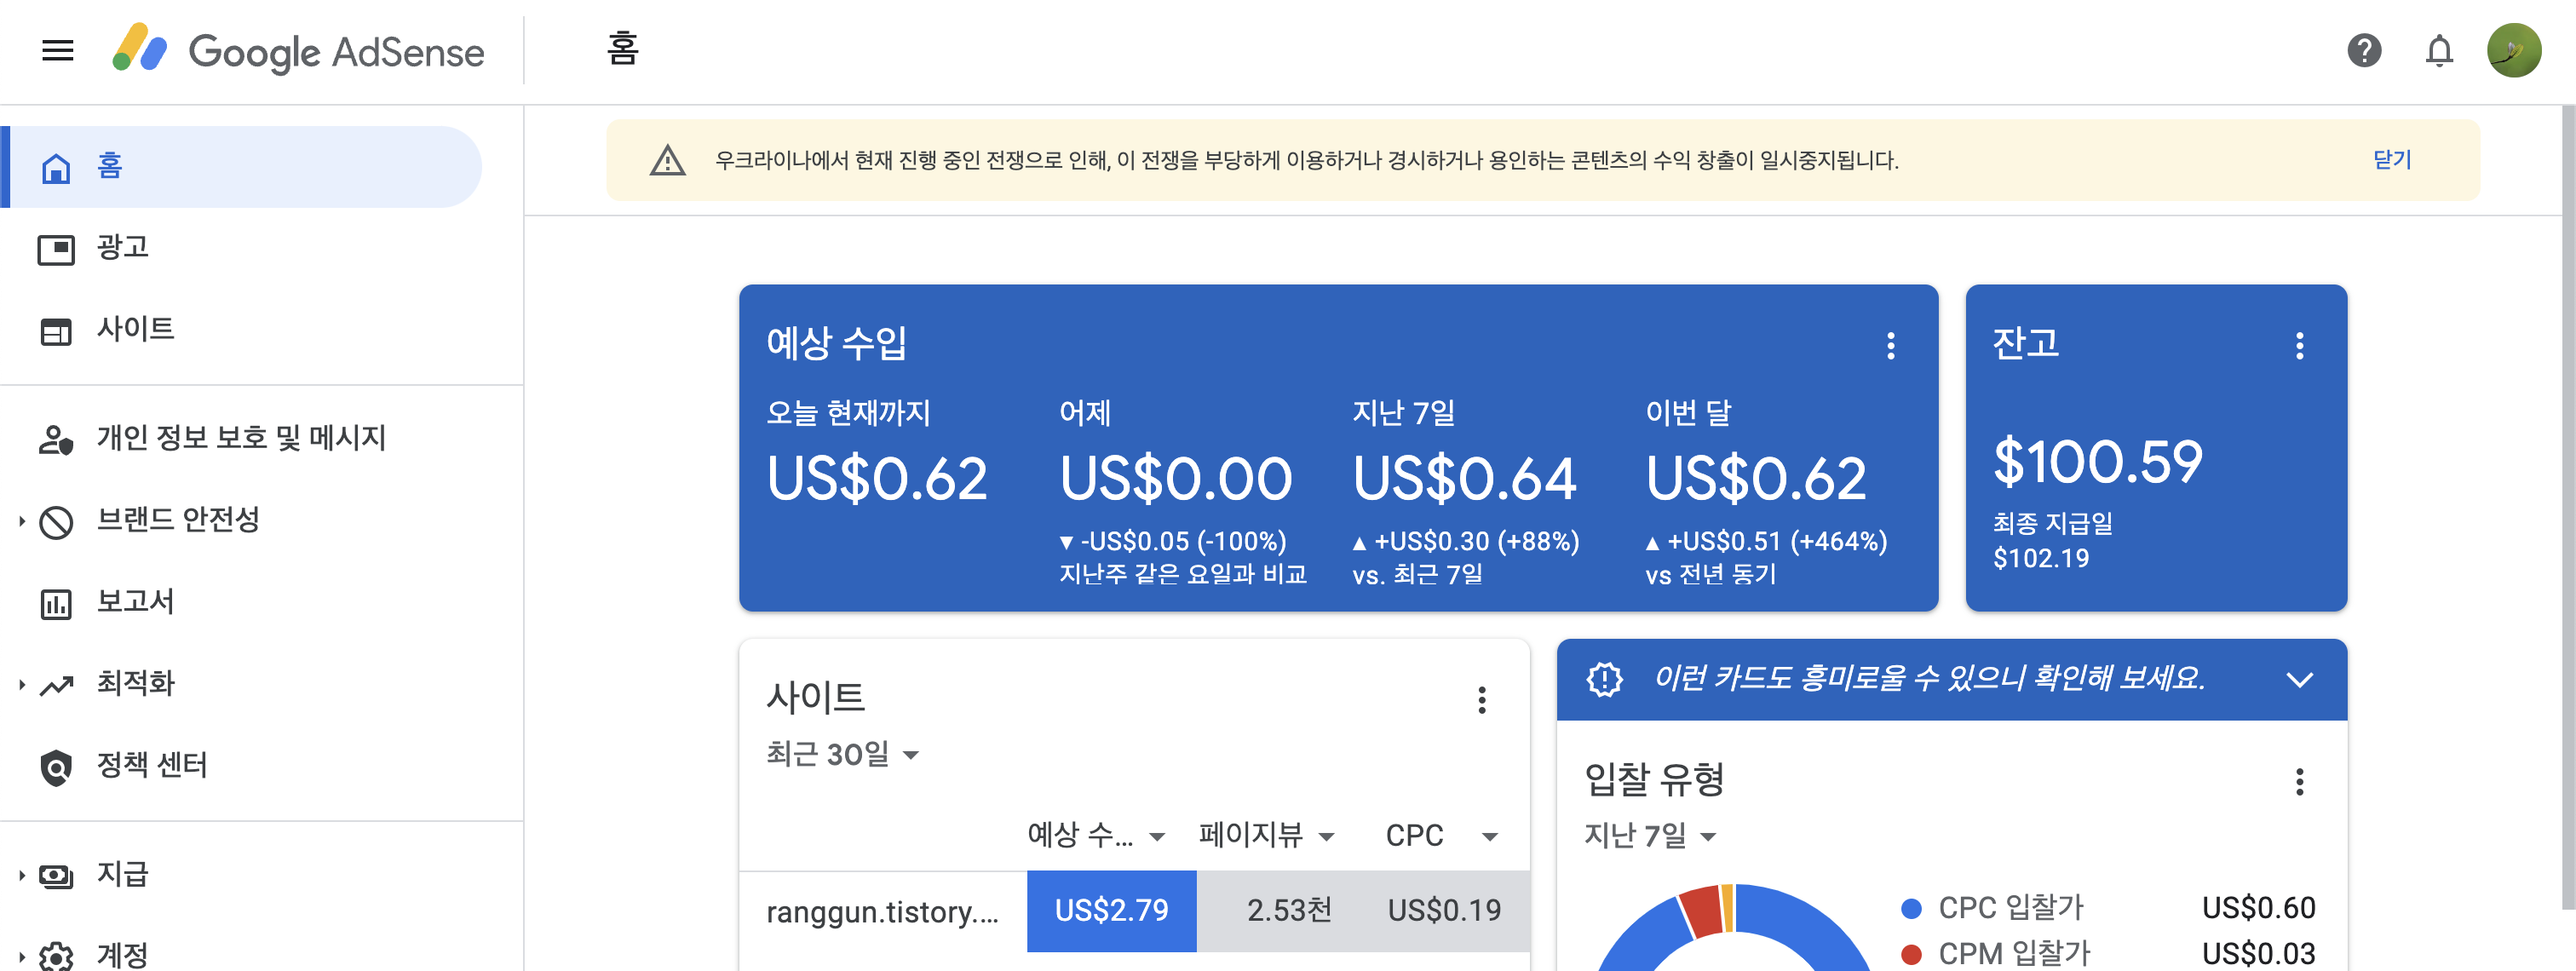 Google AdSense
홈
홈
광고
사이트
개인 정보 보호 및 메시지
브랜드 안전성
보고서
최적화
정책 센터
지급
계정
우크라이나에서 현재 진행 중인 전쟁으로 인해, 이 전쟁을 부당하게 이용하거나 경시하거나 용인하는 콘텐츠의 수익 창출이 일시중지됩니다.
닫기
예상 수입
오늘 현재까지
US$0.62
어제
US$0.00
▼ -US$0.05 (-100%)
지난주 같은 요일과 비교
지난 7일
US$0.64
▲ +US$0.30 (+88%)
vs. 최근 7일
이번 달
US$0.62
▲ +US$0.51 (+464%)
vs 전년 동기
잔고
$100.59
최종 지급일
$102.19
사이트
최근 30일
예상 수... 페이지뷰 CPC
ranggun.tistory.... US$2.79 2.53천 US$0.19
이런 카드도 흥미로울 수 있으니 확인해 보세요.
입찰 유형
지난 7일
CPC 입찰가 US$0.60
CPM 입찰가 US$0.03